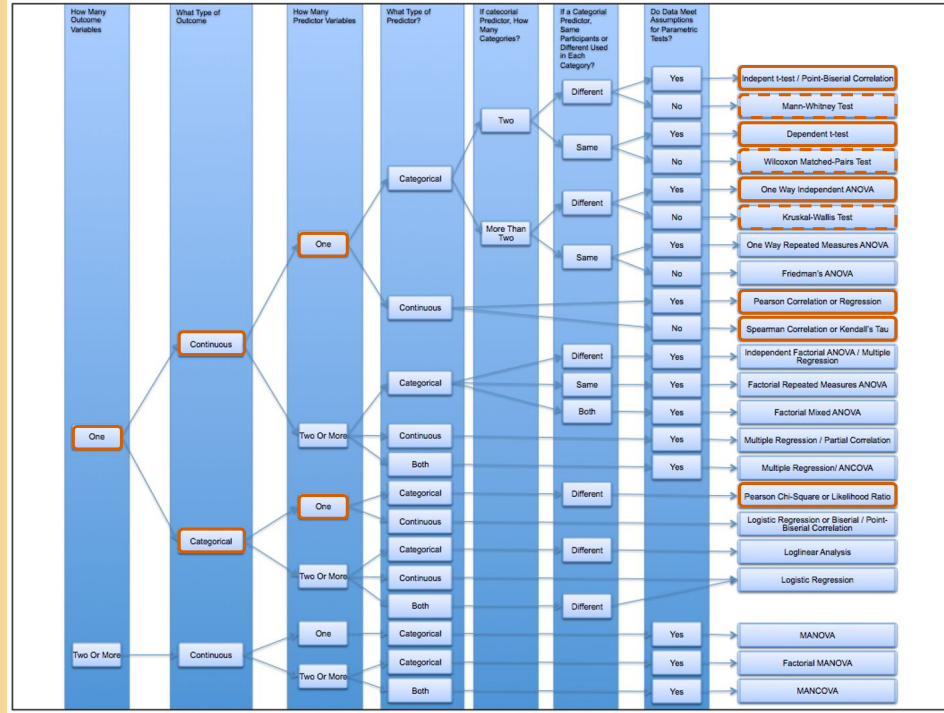 How Many
Outcome
Variables
What Type of
Outcome
How Many
Predictor Variables
What Type of
Predictor?
If catecorial
Predictor, How
Many
Categories?
If a Categorial
Predictor,
Same
Participants or
Different Used
in Each
Category?
Do Data Meet
Assumptions
for Parametric
Tests?
Yes
Indepent t-test / Point-Biserial Correlation
Different
No
Mann-Whitney Test
Two
Yes
Dependent t-test
Same
No
Wilcoxon Matched-Pairs Test
Categorical
Yes
One Way Independent ANOVA
Different
No
Kruskal-Wallis Test
More Than
Two
One
Yes
One Way Repeated Measures ANOVA
Same
No
Friedman's ANOVA
Continuous
Yes
Pearson Correlation or Regression
No
Spearman Correlation or Kendall's Tau
Continuous
Different
Yes
Independent Factorial ANOVA / Multiple
Regression
Categorical
Same
Yes
Factorial Repeated Measures ANOVA
Both
Yes
Factorial Mixed ANOVA
One
Two Or More
Continuous
Yes
Multiple Regression / Partial Correlation
Both
Yes
Multiple Regression/ ANCOVA
Categorical
Different
Pearson Chi-Square or Likelihood Ratio
One
Continuous
Logistic Regression or Biserial / Point-
Biserial Correlation
Categorical
Categorical
Different
Loglinear Analysis
Two Or More
Continuous
Logistic Regression
Both
Different
One
Categorical
Yes
MANOVA
Two Or More
Continuous
Categorical
Yes
Factorial MANOVA
Two Or More
Both
Yes
MANCOVA